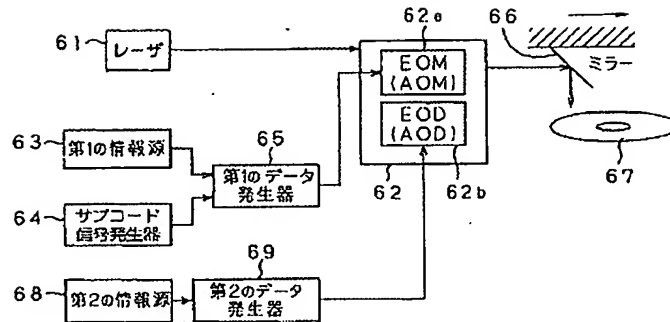 61
レーザ
62a
EOM
(AOM)
EOD
(AOD)
62
62b
66
ミラー
67
63
第1の情報源
64
サブコード
信号発生器
65
第1のデータ
発生器
68
第2の情報源
69
第2のデータ
発生器